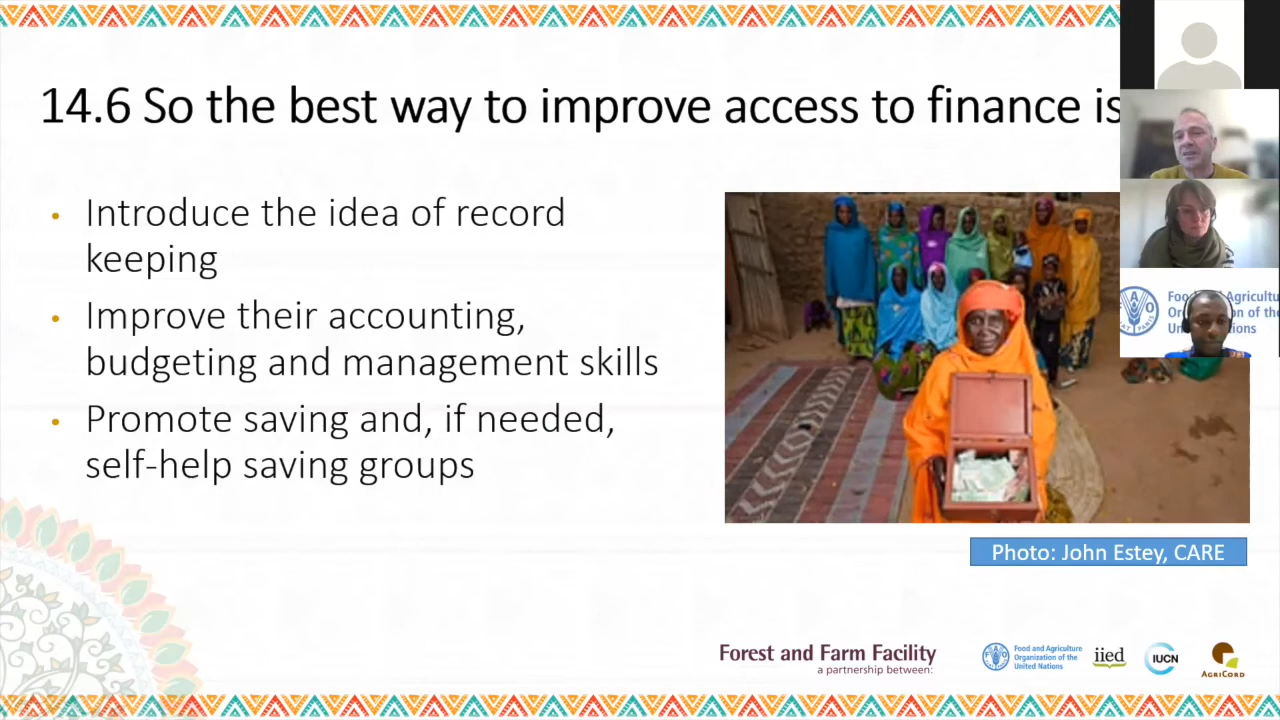 14.6 So the best way to improve access to finance is
• Introduce the idea of record
keeping
• Improve their accounting,
budgeting and management skills
• Promote saving and, if needed,
self-help saving groups
Photo: John Estey, CARE
Forest and Farm Facility
a partnership between:
Food and Agriculture
Organization of the
United Nations
iied
IUCN
AGRICORD